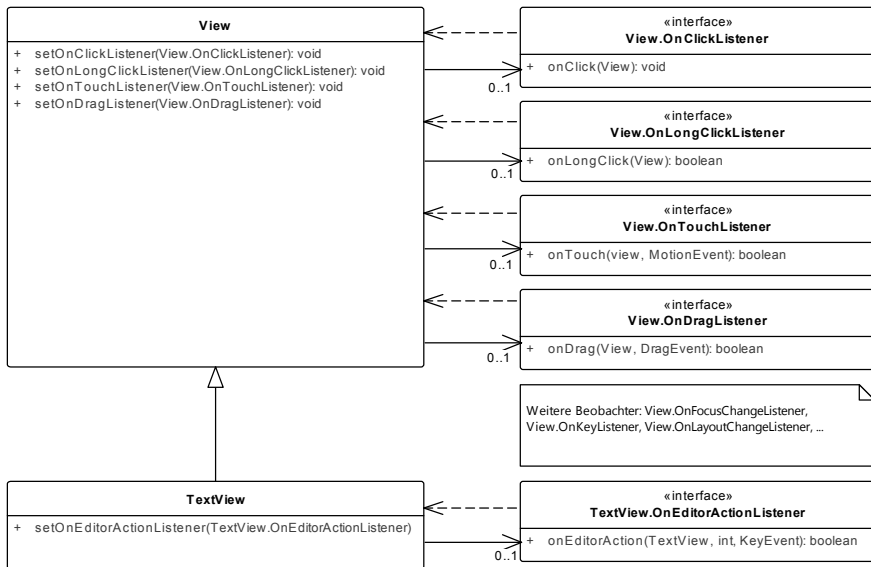 View
+ setOnClickListener(View.OnClickListener): void
+ setOnLongClickListener(View.OnLongClickListener): void
+ setOnTouchListener(View.OnTouchListener): void
+ setOnDragListener(View.OnDragListener): void
«interface»
View.OnClickListener
+ onClick(View): void
0..1
«interface»
View.OnLongClickListener
+ onLongClick(View): boolean
0..1
«interface»
View.OnTouchListener
+ onTouch(view, MotionEvent): boolean
0..1
«interface»
View.OnDragListener
+ onDrag(View, DragEvent): boolean
0..1
Weitere Beobachter: View.OnFocusChangeListener,
View.OnKeyListener, View.OnLayoutChangeListener, ...
TextView
+ setOnEditorActionListener(TextView.OnEditorActionListener)
«interface»
TextView.OnEditorActionListener
+ onEditorAction(TextView, int, KeyEvent): boolean
0..1